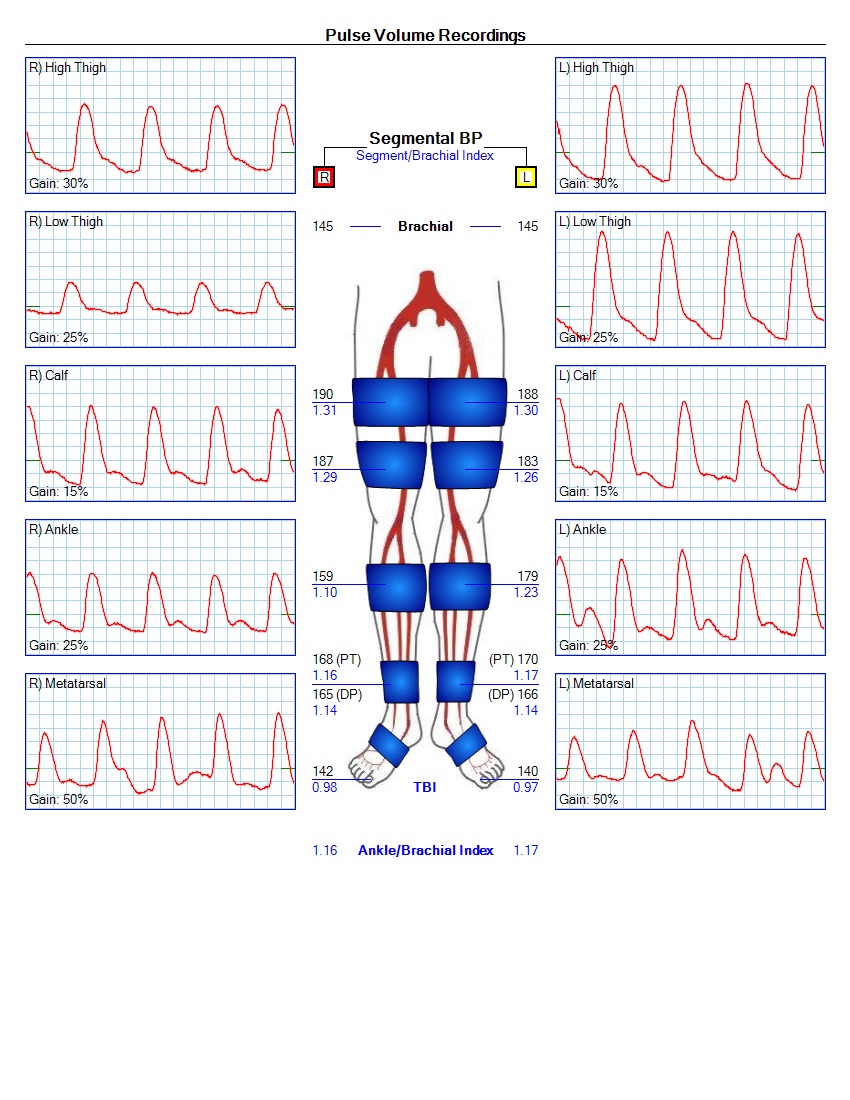 Pulse Volume Recordings
R) High Thigh
Gain: 30%
L) High Thigh
Gain: 30%
Segmental BP
Segment/Brachial Index
R
L
145 Brachial 145
R) Low Thigh
Gain: 25%
L) Low Thigh
Gain: 25%
R) Calf
Gain: 15%
L) Calf
Gain: 15%
190 188
1.31 1.30
187 183
1.29 1.26
R) Ankle
Gain: 25%
L) Ankle
Gain: 25%
159 179
1.10 1.23
168 (PT) (PT) 170
1.16 1.17
165 (DP) (DP) 166
1.14 1.14
R) Metatarsal
Gain: 50%
L) Metatarsal
Gain: 50%
142 140
0.98 TBI 0.97
1.16 Ankle/Brachial Index 1.17